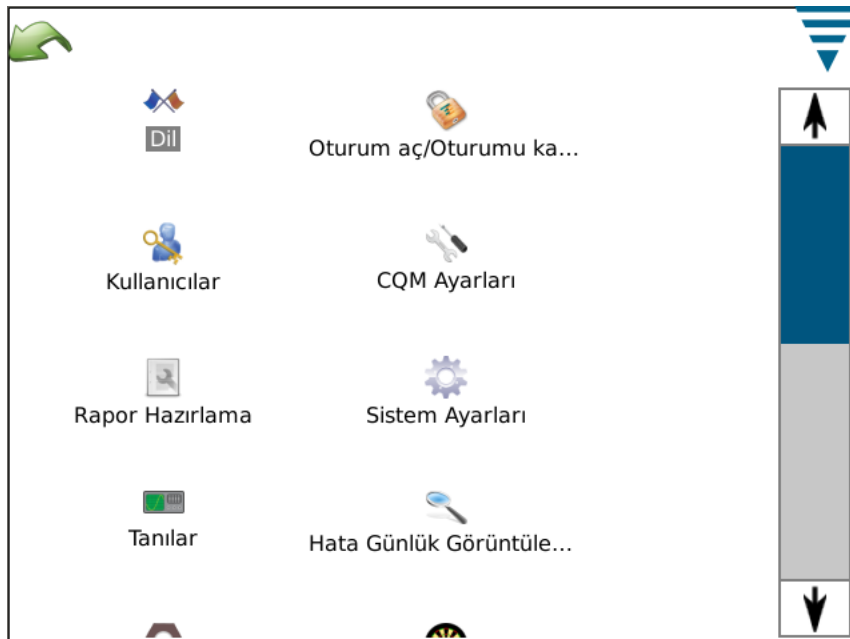 Dil
Oturum aç/Oturumu ka...
Kullanıcılar
CQM Ayarları
Rapor Hazırlama
Sistem Ayarları
Tanılar
Hata Günlük Görüntüle...